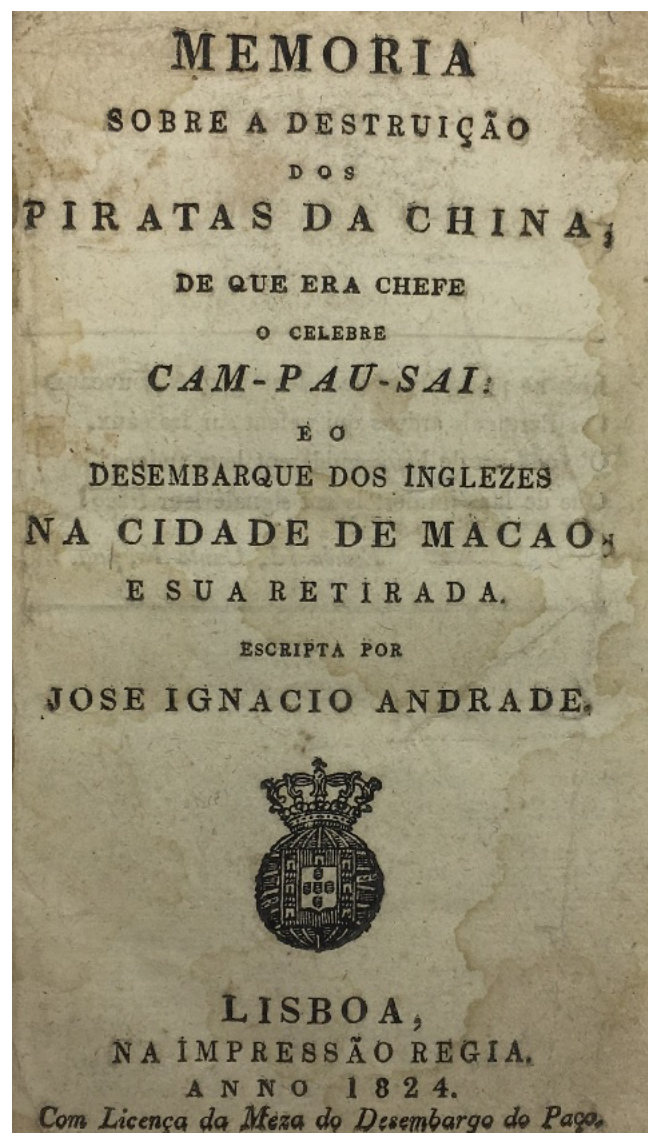 MEMORIA
SOBRE A DESTRUIÇÃO
DOS
PIRATAS DA CHINA,
DE QUE ERA CHEFE
O CELEBRE
CAM-PAU-SAI:
E O
DESEMBARQUE DOS INGLEZES
NA CIDADE DE MACAO,
E SUA RETIRADA.
ESCRIPTA POR
JOSE IGNACIO ANDRADE.
LISBOA,
NA IMPRESSÃO REGIA.
ANNO 1824.
Com Licença da Meza do Desembargo do Paço.